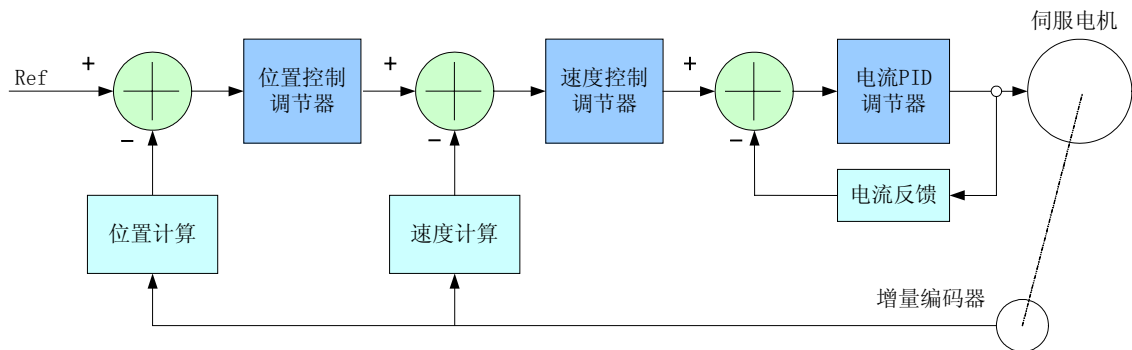 伺服电机
Ref
+
位置控制
调节器
+
速度控制
调节器
+
电流PID
调节器
−
−
−
电流反馈
位置计算
速度计算
增量编码器